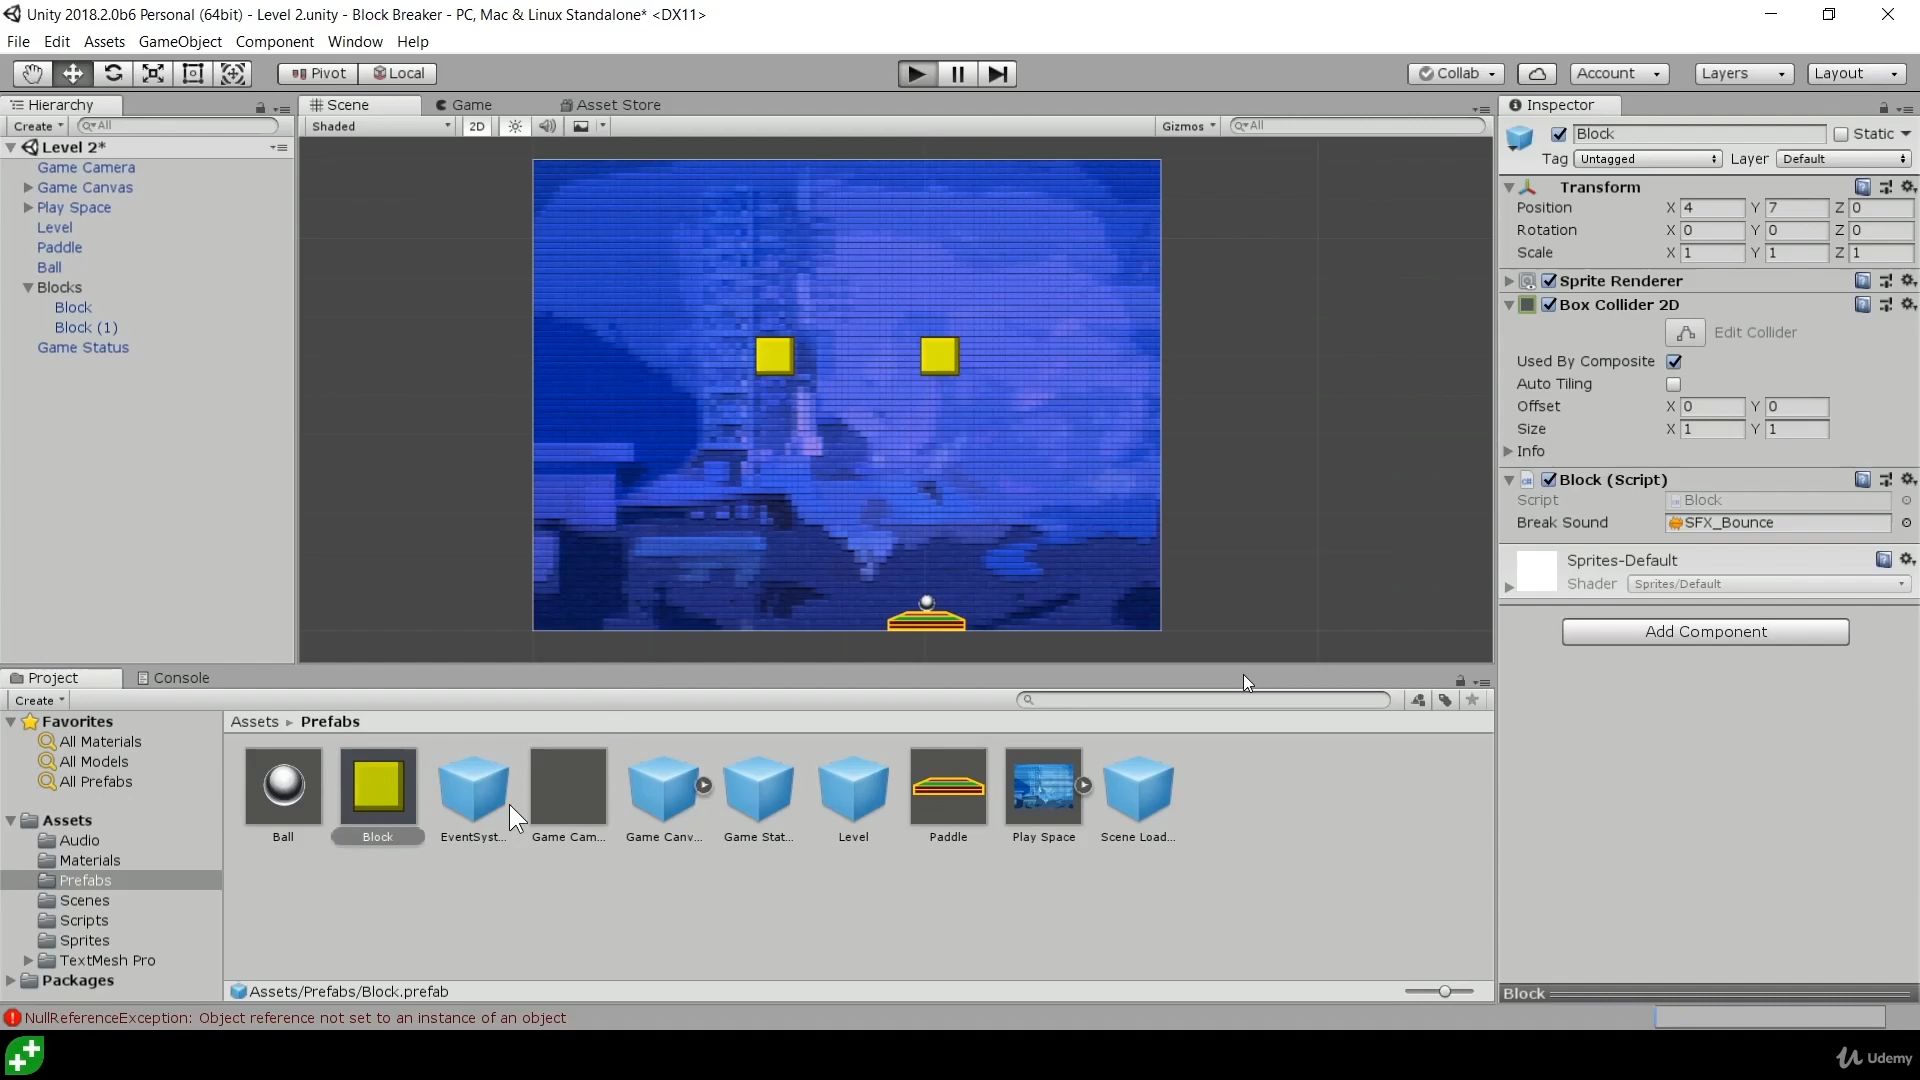 Unity 2018.2.0b6 Personal (64bit) - Level 2.unity - Block Breaker - PC, Mac & Linux Standalone* <DX11>
File Edit Assets GameObject Component Window Help
Pivot Local Collab Account Layers Layout
Hierarchy
Create All
Level 2*
Game Camera
Game Canvas
Play Space
Level
Paddle
Ball
Blocks
Block
Block (1)
Game Status
Scene Game Asset Store
Shaded 2D Gizmos All
Inspector
Block Static
Tag Untagged Layer Default
Transform
Position X 4 Y 7 Z 0
Rotation X 0 Y 0 Z 0
Scale X 1 Y 1 Z 1
Sprite Renderer
Box Collider 2D
Edit Collider
Used By Composite
Auto Tiling
Offset X 0 Y 0
Size X 1 Y 1
Info
Block (Script)
Script Block
Break Sound SFX_Bounce
Sprites-Default
Shader Sprites/Default
Add Component
Block
Project Console
Create
Favorites
All Materials
All Models
All Prefabs
Assets
Audio
Materials
Prefabs
Scenes
Scripts
Sprites
TextMesh Pro
Packages
Assets Prefabs
Ball Block EventSyst... Game Cam... Game Canv... Game Stat... Level Paddle Play Space Scene Load...
Assets/Prefabs/Block.prefab
NullReferenceException: Object reference not set to an instance of an object
Udemy